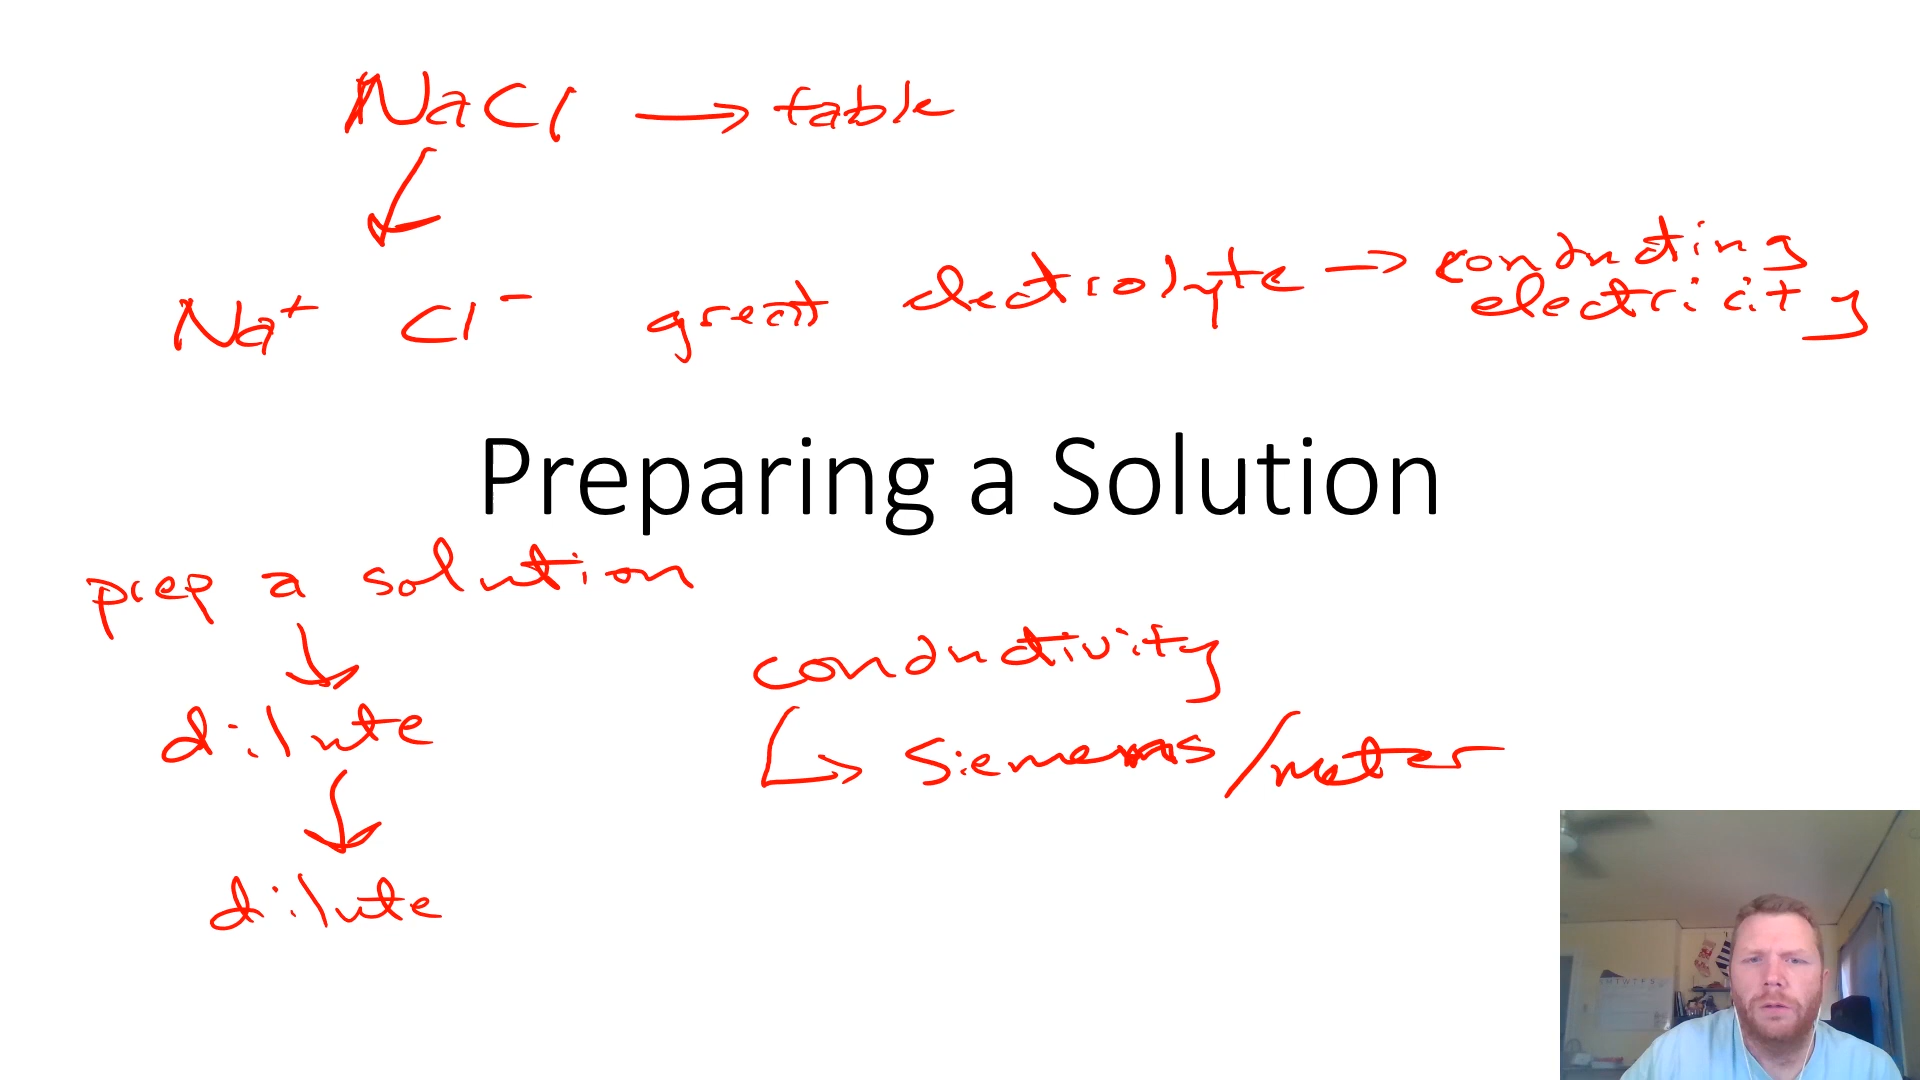 NaCl → table
Na⁺ Cl⁻ great electrolyte → conducting
electricity
Preparing a Solution
prep a solution
conductivity
dilute
↳ Siemens/meter
dilute